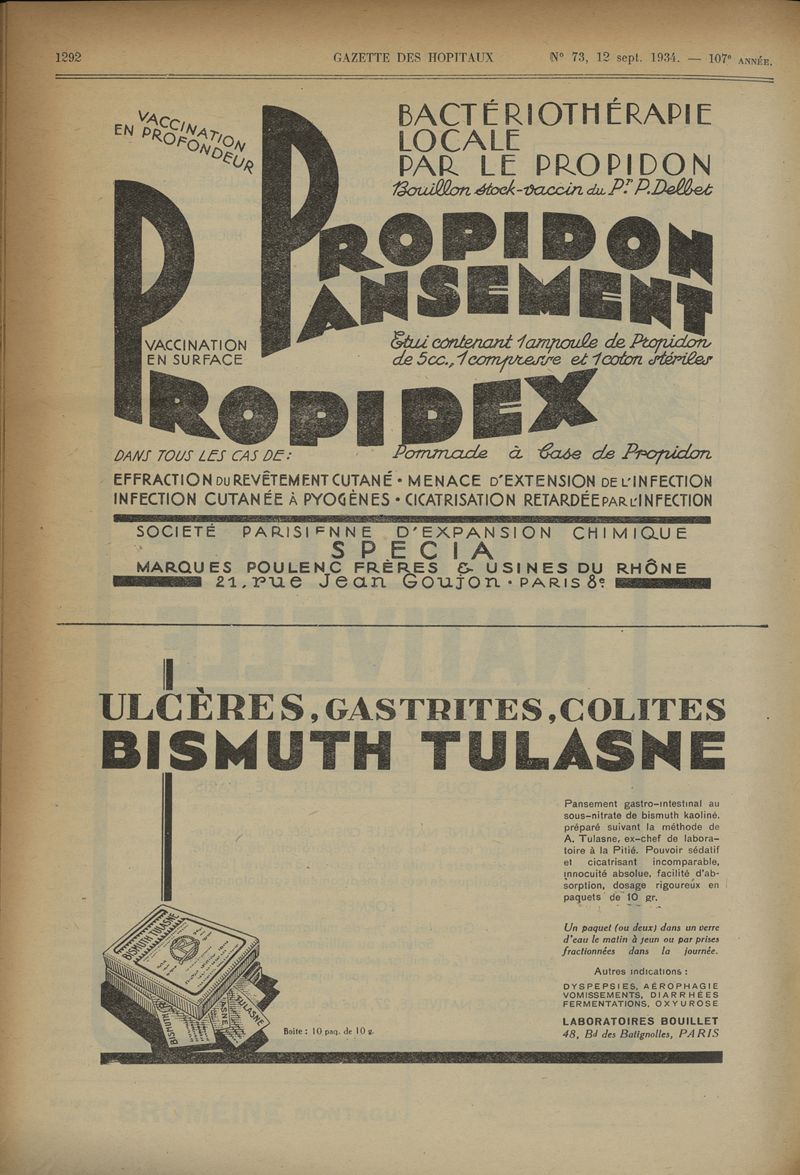 1292 GAZETTE DES HOPITAUX N° 73, 12 sept. 1934. — 107e ANNÉE.
VACCINATION
EN PROFONDEUR
BACTÉRIOTHÉRAPIE
LOCALE
PAR LE PROPIDON
Bouillon stock-vaccin du Pr P. Delbet
PROPIDON
PANSEMENT
VACCINATION
EN SURFACE
Étui contenant 1 ampoule de Propidon
de 5cc., 1 compresse et 1 coton stériles
PROPIDEX
DANS TOUS LES CAS DE: Pommade à base de Propidon
EFFRACTION DU REVÊTEMENT CUTANÉ • MENACE D'EXTENSION DE L'INFECTION
INFECTION CUTANÉE À PYOGÈNES • CICATRISATION RETARDÉE PAR L'INFECTION
SOCIETÉ PARISIENNE D'EXPANSION CHIMIQUE
SPECIA
MARQUES POULENC FRÈRES & USINES DU RHÔNE
21, rue Jean Goujon • PARIS 8e
ULCÈRES, GASTRITES, COLITES
BISMUTH TULASNE
Pansement gastro-intestinal au
sous-nitrate de bismuth kaoliné,
préparé suivant la méthode de
A. Tulasne, ex-chef de labora-
toire à la Pitié. Pouvoir sédatif
et cicatrisant incomparable,
innocuité absolue, facilité d'ab-
sorption, dosage rigoureux en
paquets de 10 gr.
Un paquet (ou deux) dans un verre
d'eau le matin à jeun ou par prises
fractionnées dans la journée.
Autres indications :
DYSPEPSIES, AÉROPHAGIE
VOMISSEMENTS, DIARRHÉES
FERMENTATIONS, OXYUROSE
LABORATOIRES BOUILLET
48, Bd des Batignolles, PARIS
BISMUTH TULASNE
TULASNE
Boite : 10 paq. de 10 g.